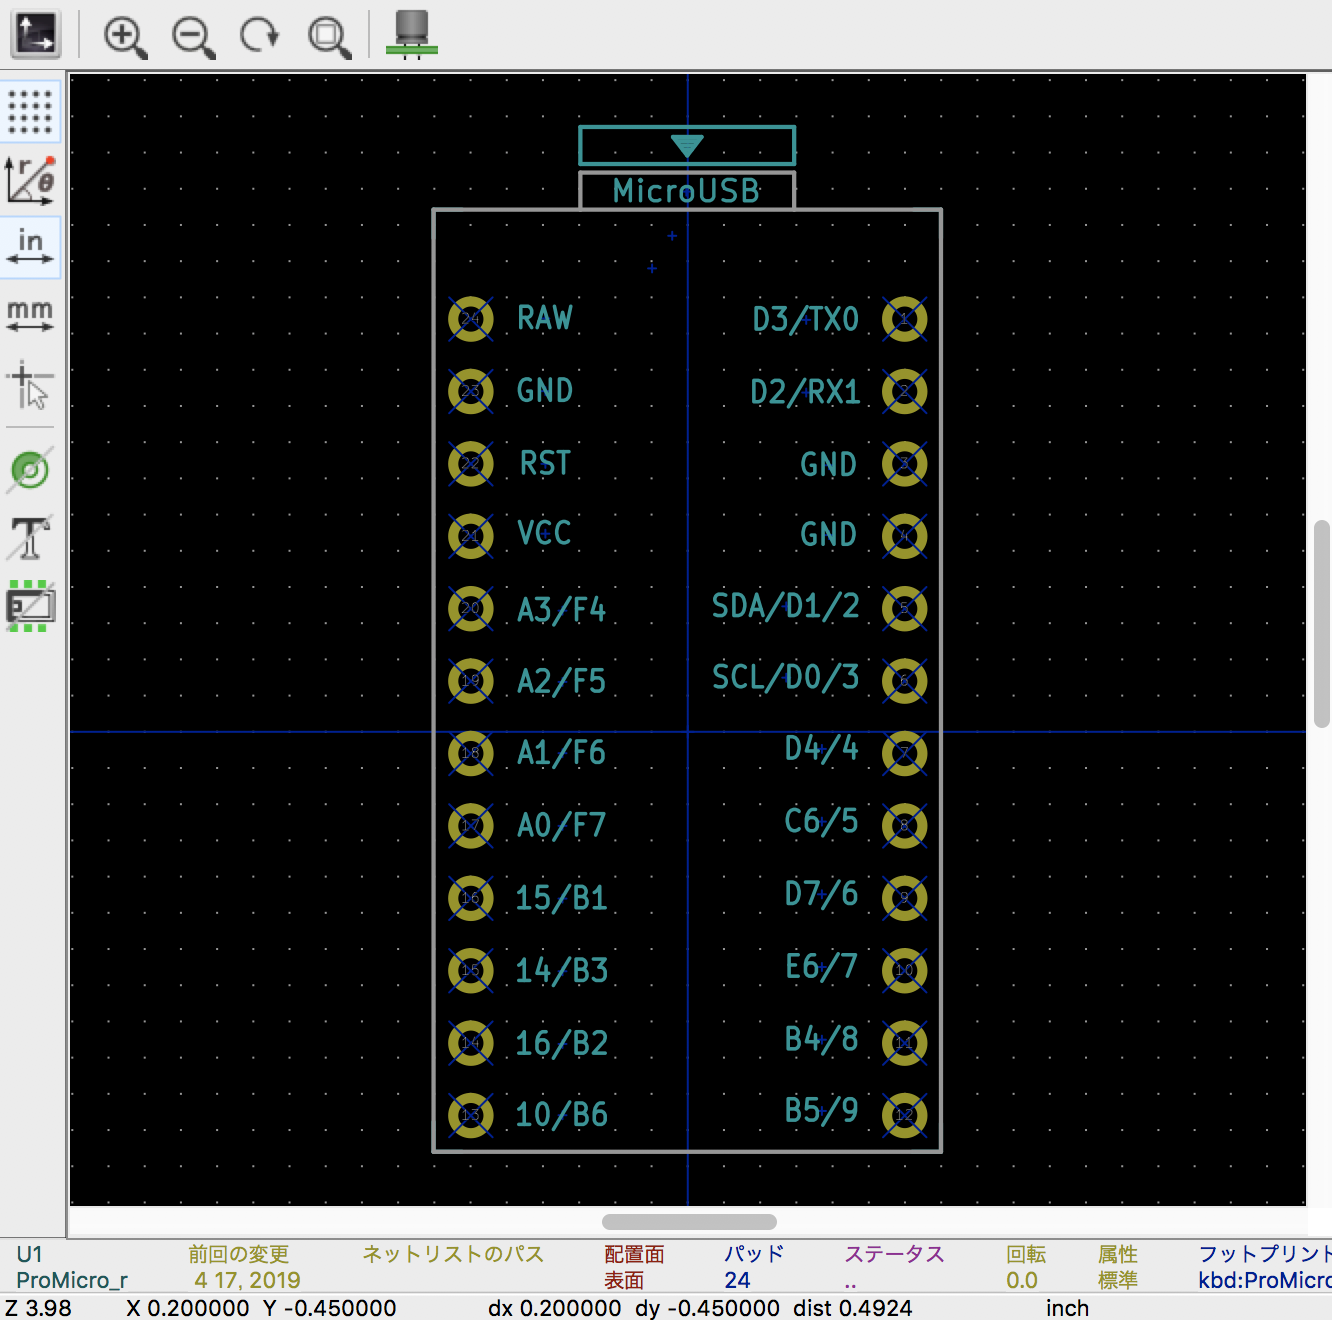 r
θ
in
mm
T
MicroUSB
24 RAW D3/TX0 1
23 GND D2/RX1 2
22 RST GND 3
21 VCC GND 4
20 A3/F4 SDA/D1/2 5
19 A2/F5 SCL/D0/3 6
18 A1/F6 D4/4 7
17 A0/F7 C6/5 8
16 15/B1 D7/6 9
15 14/B3 E6/7 10
14 16/B2 B4/8 11
13 10/B6 B5/9 12
U1 前回の変更 ネットリストのパス 配置面 パッド ステータス 回転 属性 フットプリント
ProMicro_r 4 17, 2019 表面 24 .. 0.0 標準 kbd:ProMicro
Z 3.98 X 0.200000 Y -0.450000 dx 0.200000 dy -0.450000 dist 0.4924 inch